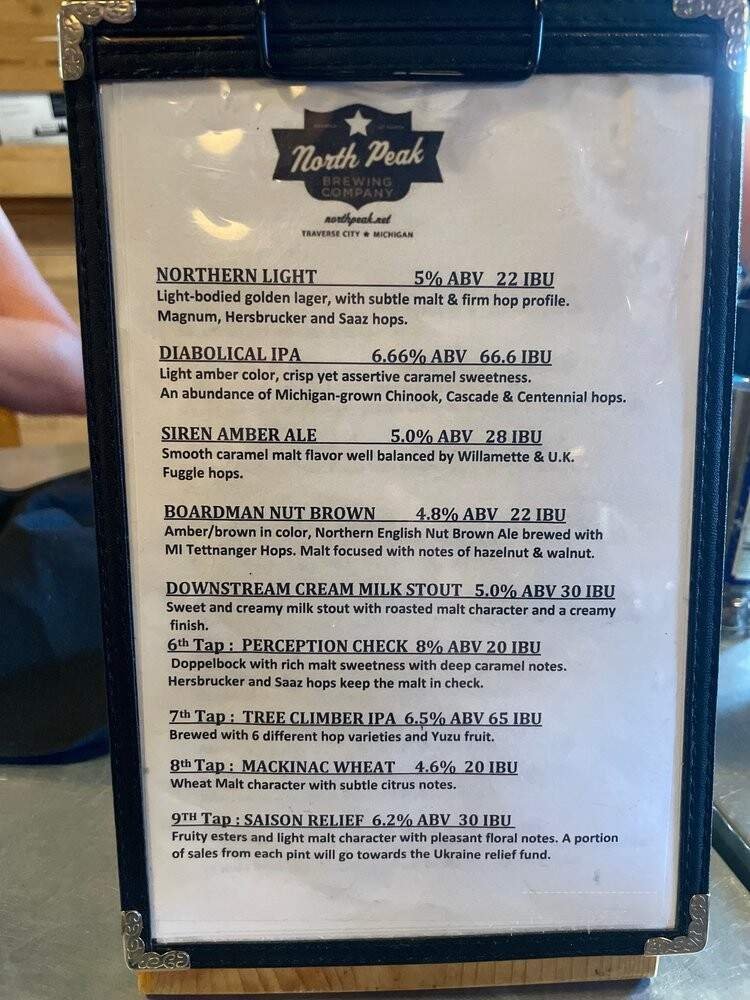 North Peak
BREWING
COMPANY
northpeak.net
TRAVERSE CITY ★ MICHIGAN
NORTHERN LIGHT 5% ABV 22 IBU
Light-bodied golden lager, with subtle malt & firm hop profile.
Magnum, Hersbrucker and Saaz hops.
DIABOLICAL IPA 6.66% ABV 66.6 IBU
Light amber color, crisp yet assertive caramel sweetness.
An abundance of Michigan-grown Chinook, Cascade & Centennial hops.
SIREN AMBER ALE 5.0% ABV 28 IBU
Smooth caramel malt flavor well balanced by Willamette & U.K.
Fuggle hops.
BOARDMAN NUT BROWN 4.8% ABV 22 IBU
Amber/brown in color, Northern English Nut Brown Ale brewed with
MI Tettnanger Hops. Malt focused with notes of hazelnut & walnut.
DOWNSTREAM CREAM MILK STOUT 5.0% ABV 30 IBU
Sweet and creamy milk stout with roasted malt character and a creamy
finish.
6th Tap : PERCEPTION CHECK 8% ABV 20 IBU
Doppelbock with rich malt sweetness with deep caramel notes.
Hersbrucker and Saaz hops keep the malt in check.
7th Tap : TREE CLIMBER IPA 6.5% ABV 65 IBU
Brewed with 6 different hop varieties and Yuzu fruit.
8th Tap : MACKINAC WHEAT 4.6% 20 IBU
Wheat Malt character with subtle citrus notes.
9TH Tap : SAISON RELIEF 6.2% ABV 30 IBU
Fruity esters and light malt character with pleasant floral notes. A portion
of sales from each pint will go towards the Ukraine relief fund.